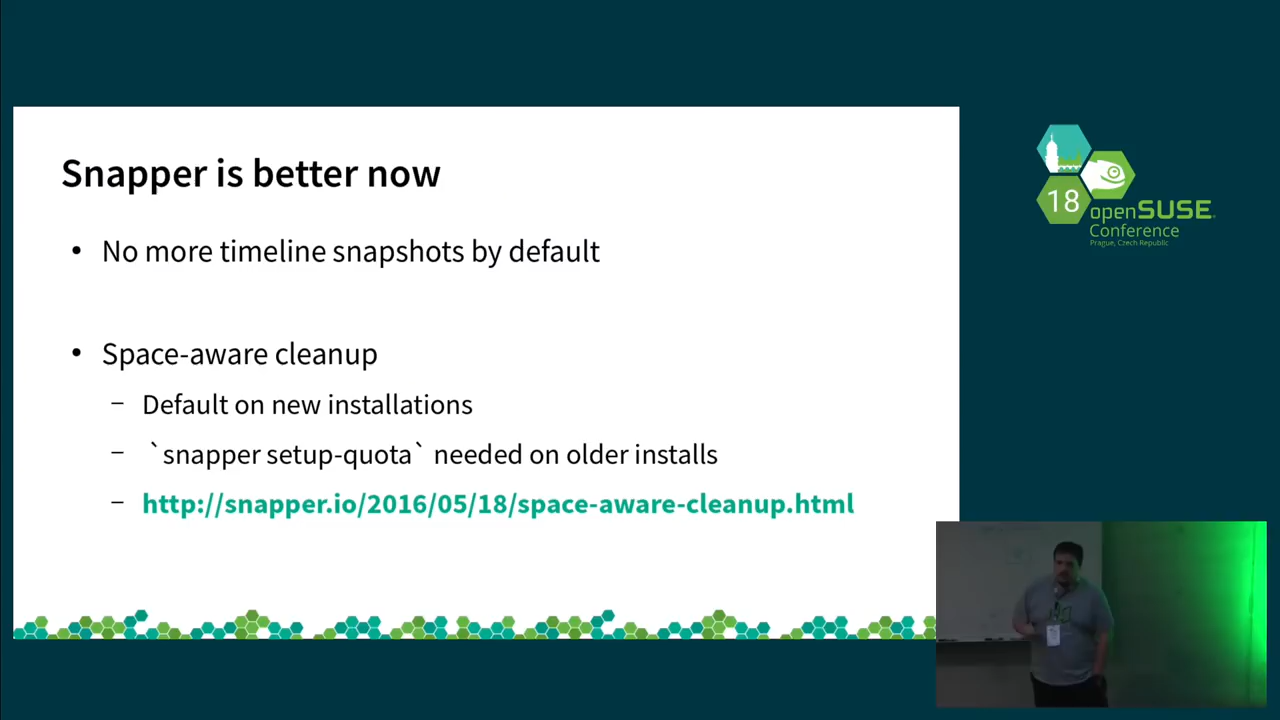 Snapper is better now
• No more timeline snapshots by default
• Space-aware cleanup
– Default on new installations
– `snapper setup-quota` needed on older installs
– http://snapper.io/2016/05/18/space-aware-cleanup.html
18
openSUSE
Conference
Prague, Czech Republic